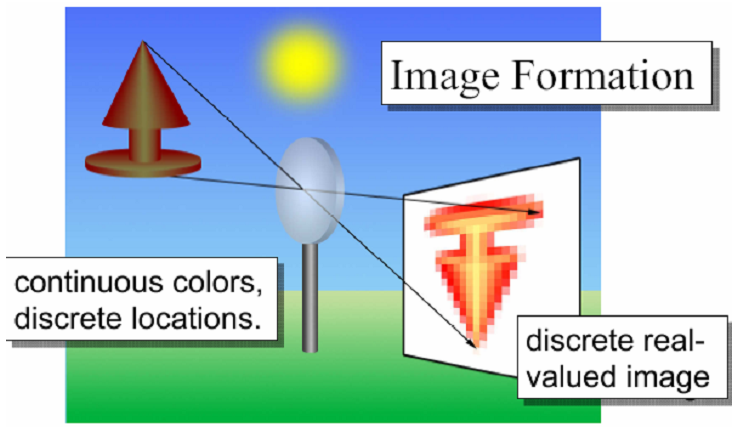 Image Formation
continuous colors,
discrete locations.
discrete real-
valued image